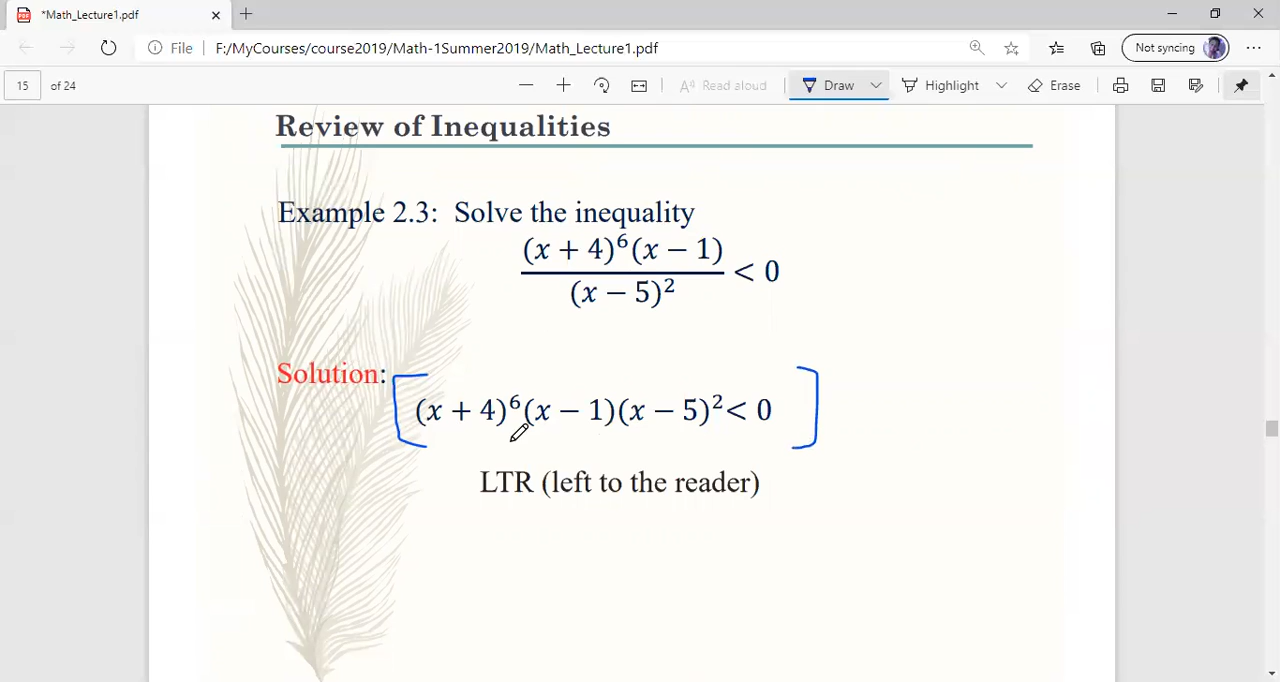 *Math_Lecture1.pdf
File | F:/MyCourses/course2019/Math-1Summer2019/Math_Lecture1.pdf
Not syncing
15 of 24
Read aloud
Draw
Highlight
Erase
Review of Inequalities
Example 2.3: Solve the inequality
(x + 4)⁶(x − 1)
(x − 5)²
< 0
Solution:
(x + 4)⁶(x − 1)(x − 5)²< 0
LTR (left to the reader)